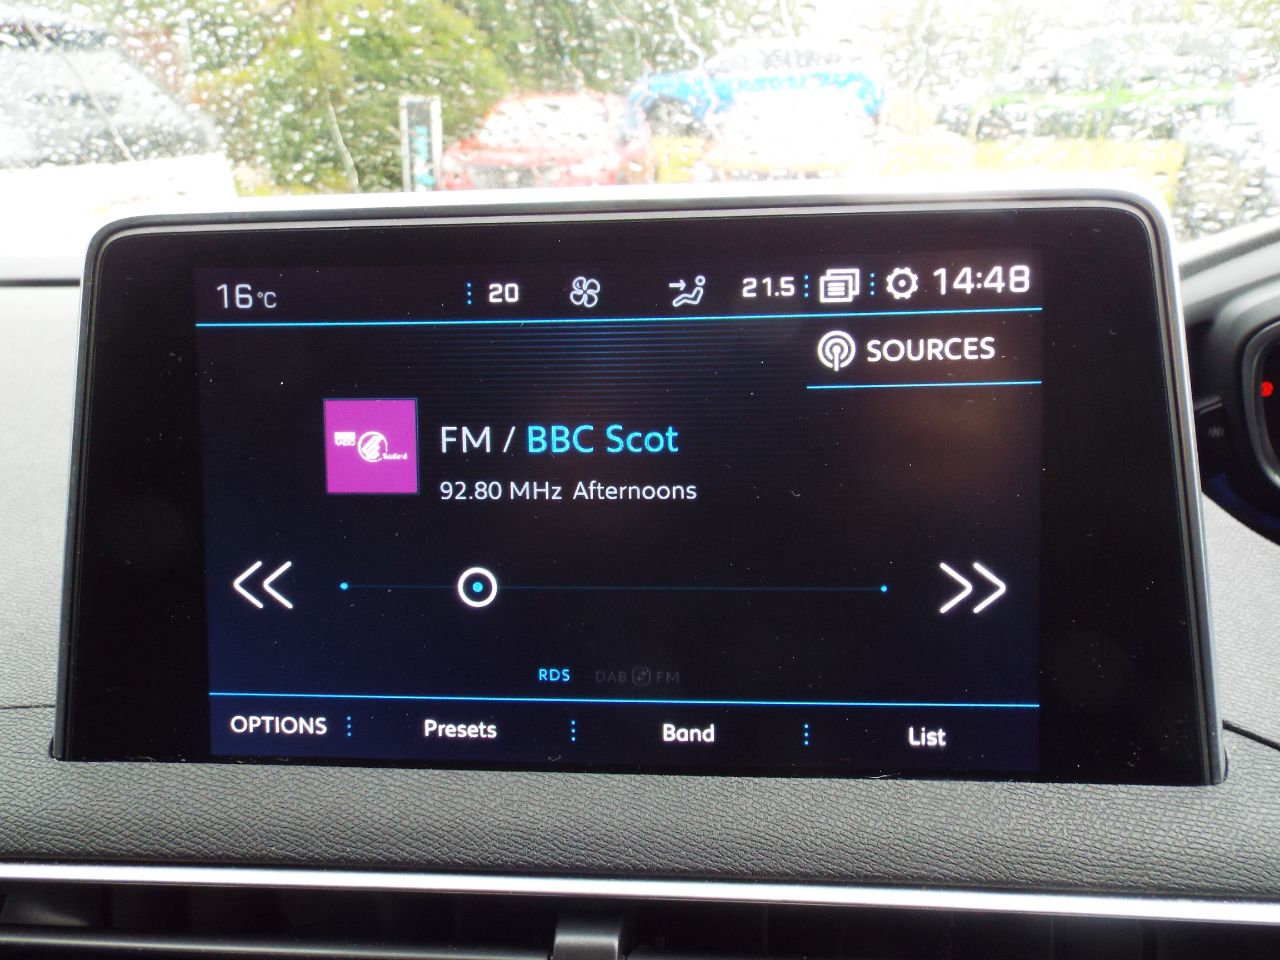 16°C 20 21.5 14:48
SOURCES
FM / BBC Scot
92.80 MHz Afternoons
RDS DAB FM
OPTIONS Presets Band List